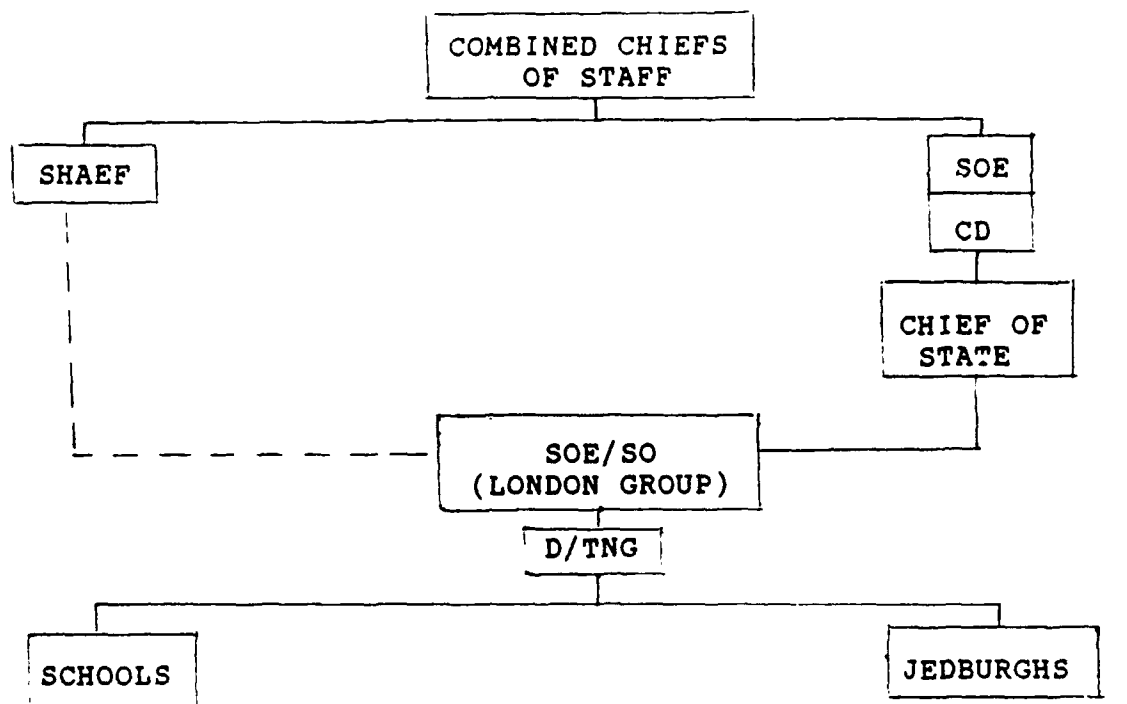 COMBINED CHIEFS
OF STAFF
SHAEF
SOE
CD
CHIEF OF
STATE
SOE/SO
(LONDON GROUP)
D/TNG
SCHOOLS
JEDBURGHS